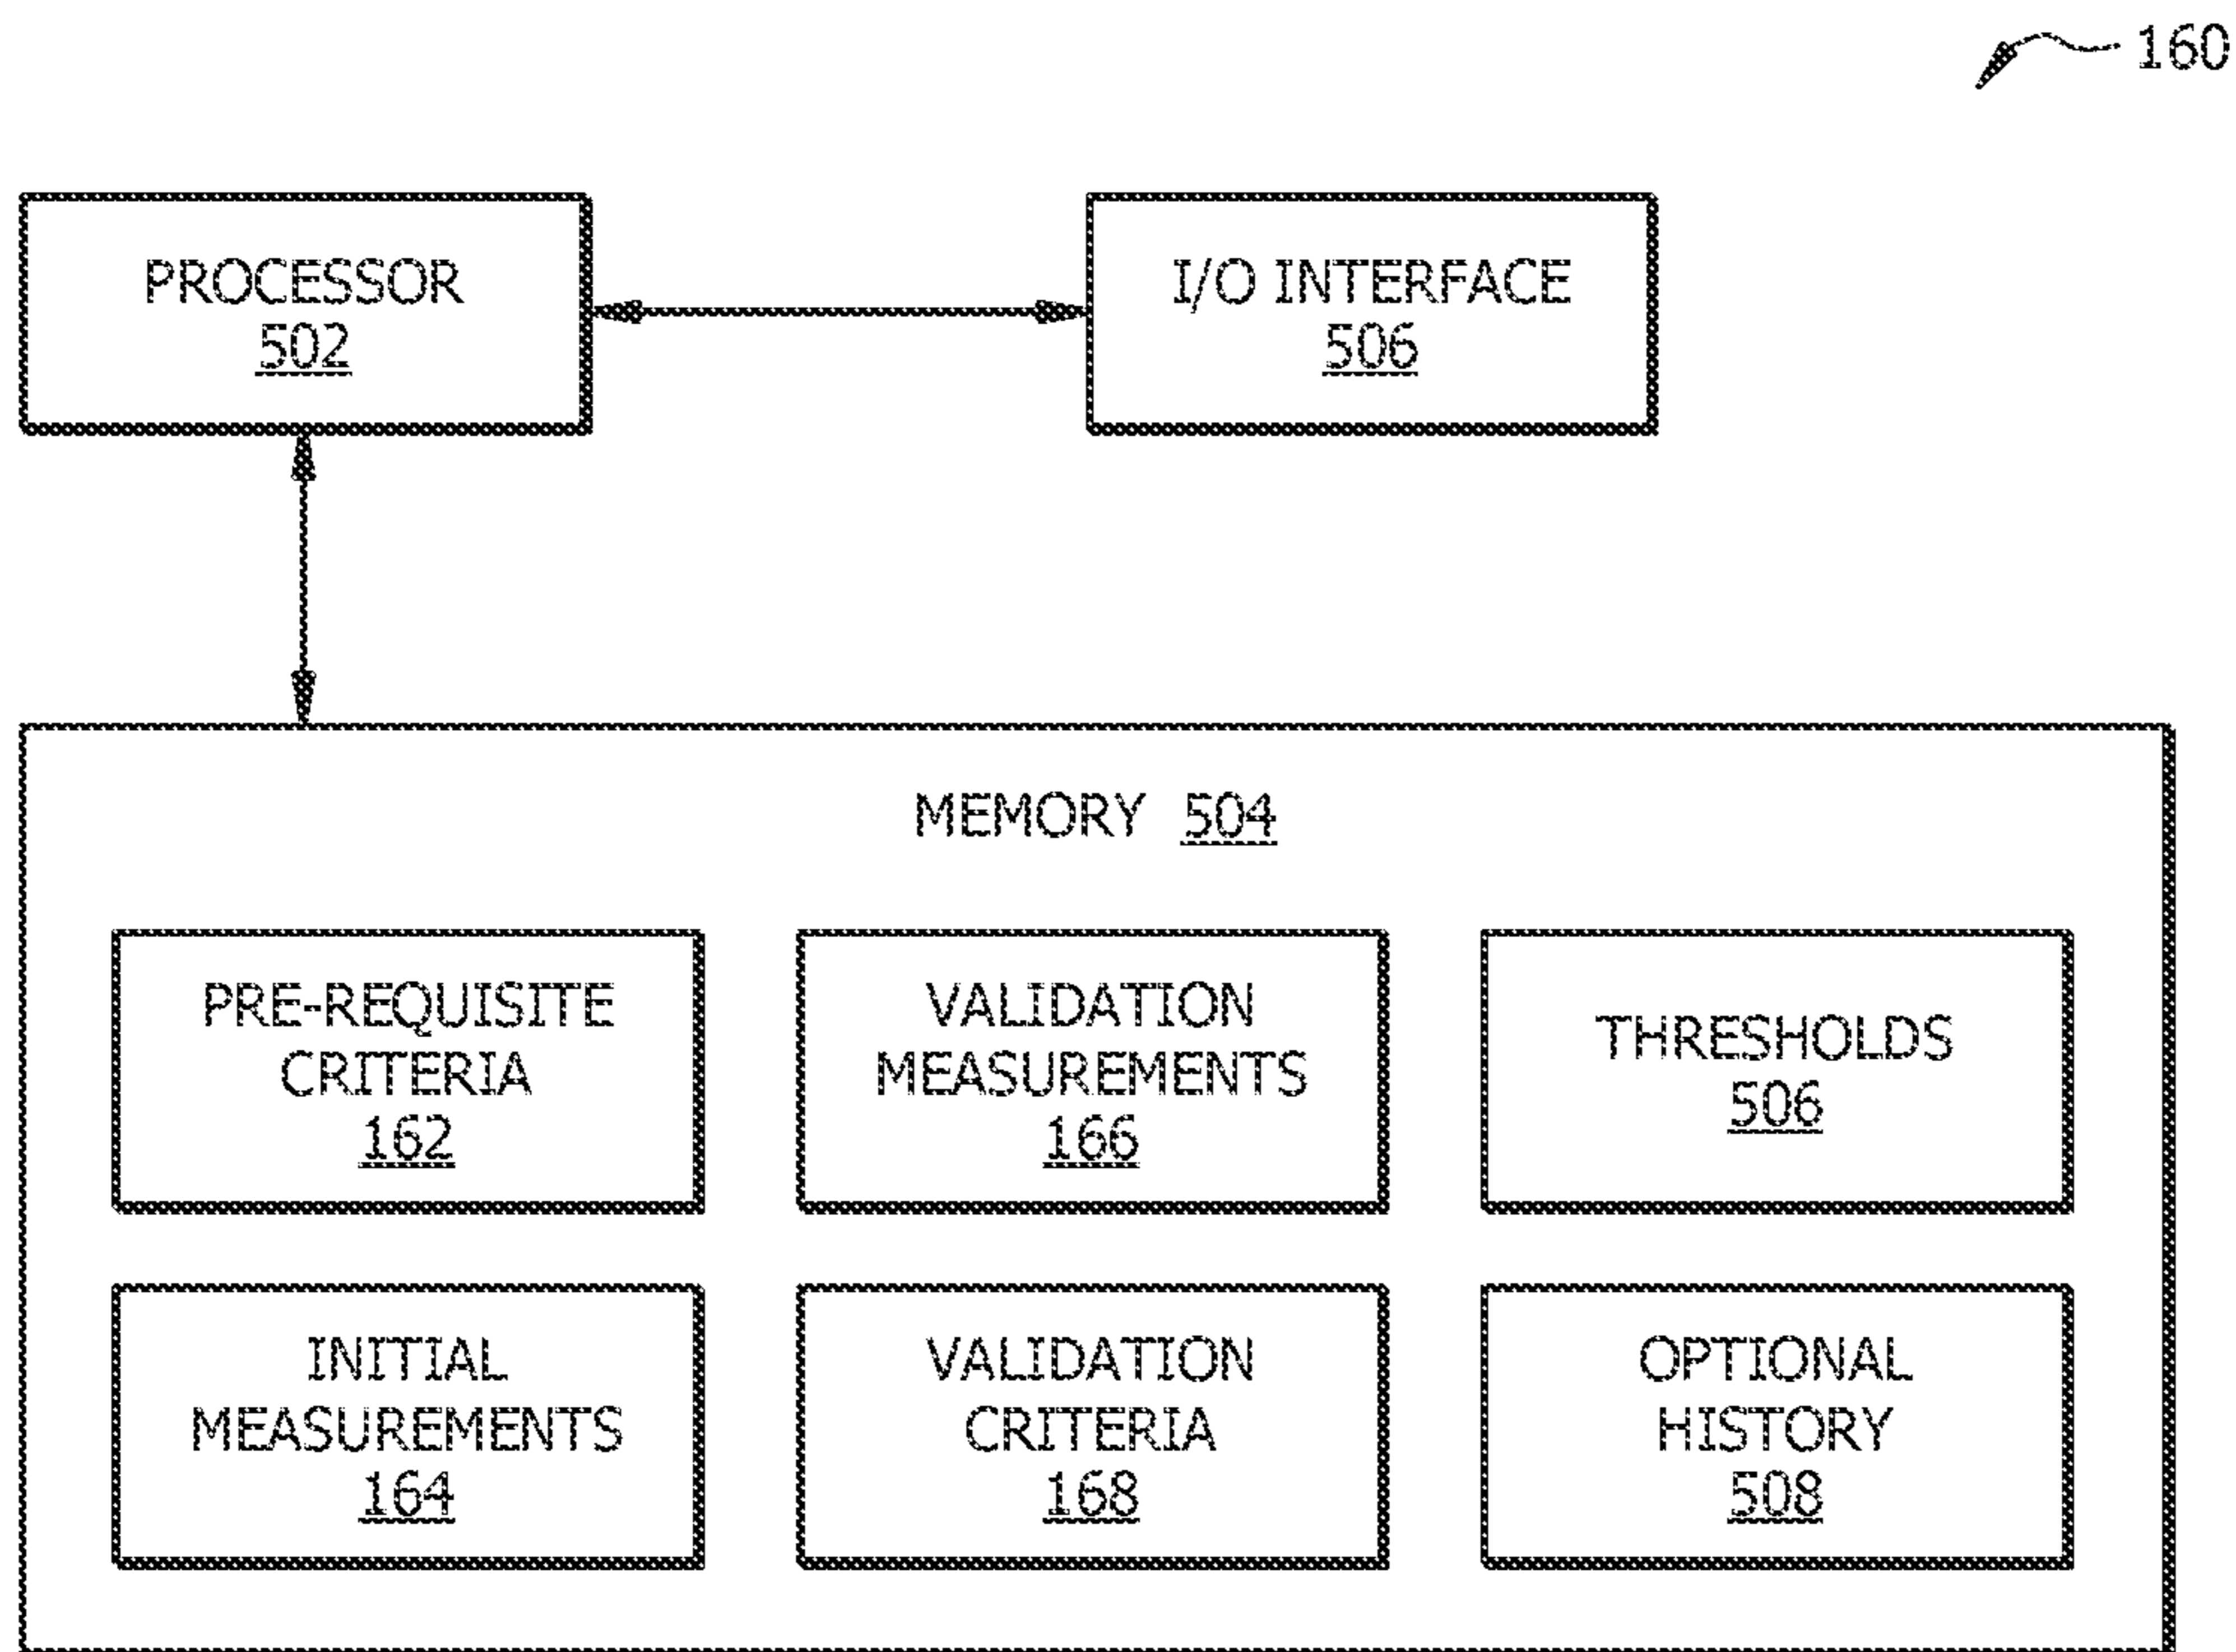 160
PROCESSOR
502
I/O INTERFACE
506
MEMORY 504
PRE-REQUISITE
CRITERIA
162
VALIDATION
MEASUREMENTS
166
THRESHOLDS
506
INITIAL
MEASUREMENTS
164
VALIDATION
CRITERIA
168
OPTIONAL
HISTORY
508